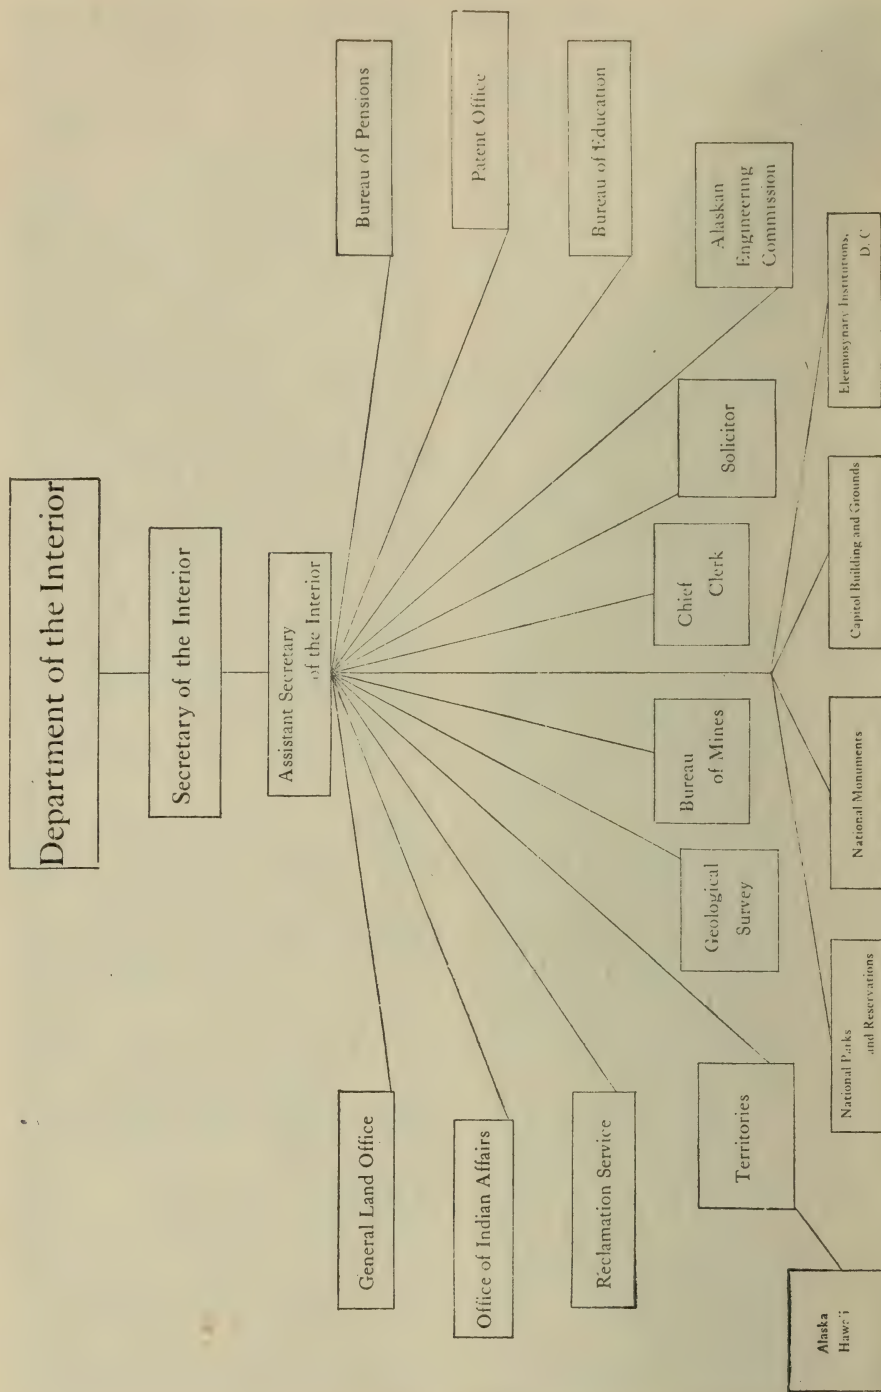 Department of the Interior
Secretary of the Interior
Assistant Secretary
of the Interior
General Land Office
Office of Indian Affairs
Reclamation Service
Territories
Alaska
Hawaii
Geological
Survey
Bureau
of Mines
Chief
Clerk
Solicitor
Alaskan
Engineering
Commission
Bureau of Education
Patent Office
Bureau of Pensions
National Parks
and Reservations
National Monuments
Capitol Building and Grounds
Eleemosynary Institutions,
D. C